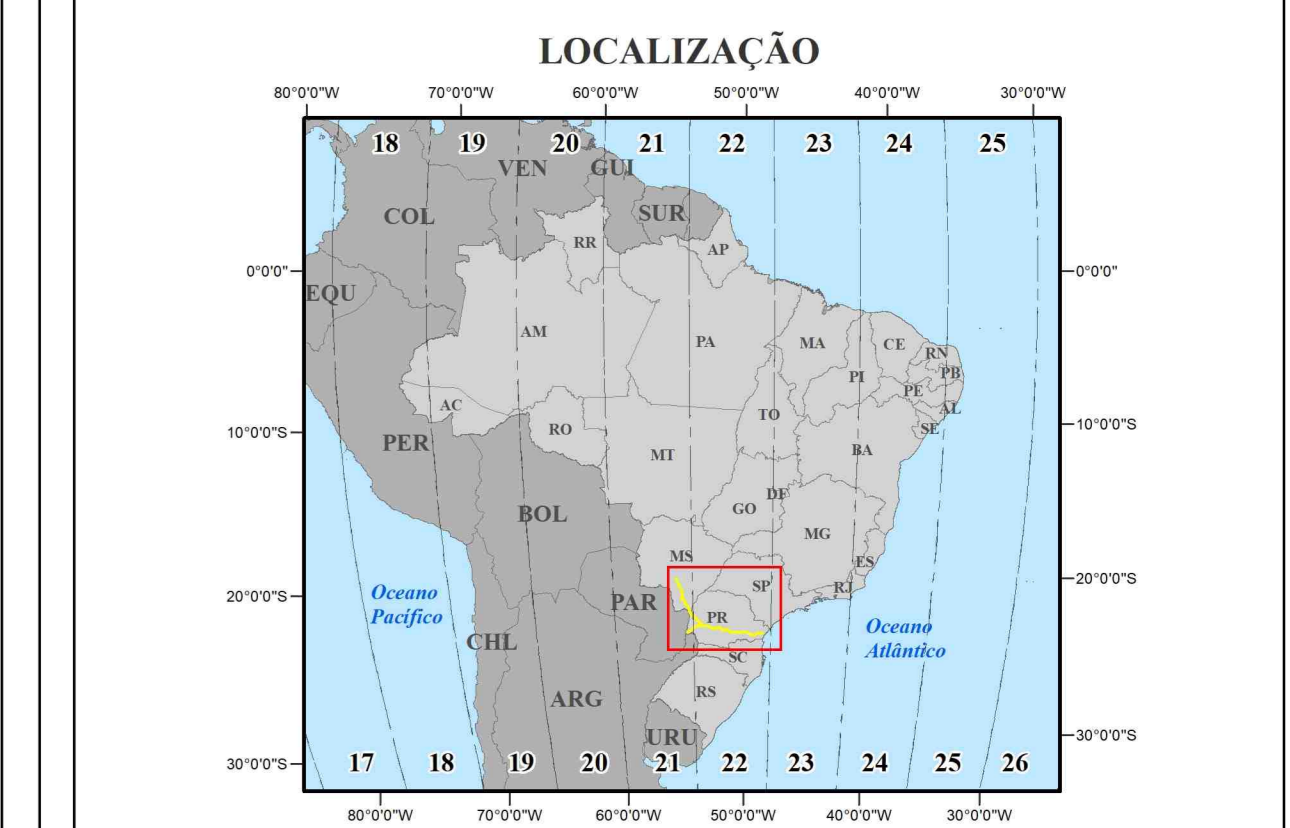 LOCALIZAÇÃO
80°0'0"W 70°0'0"W 60°0'0"W 50°0'0"W 40°0'0"W 30°0'0"W
18 19 20 21 22 23 24 25
VEN GUI
COL SUR
RR AP
0°0'0" 0°0'0"
EQU
AM PA MA CE RN
PI PB
PE
AC TO AL
RO SE
10°0'0"S 10°0'0"S
PER MT BA
DF
BOL GO
MG
MS ES
20°0'0"S SP RJ 20°0'0"S
Oceano
Pacífico
PAR PR
Oceano
Atlântico
CHL SC
ARG RS
URU
30°0'0"S 30°0'0"S
17 18 19 20 21 22 23 24 25 26
80°0'0"W 70°0'0"W 60°0'0"W 50°0'0"W 40°0'0"W 30°0'0"W